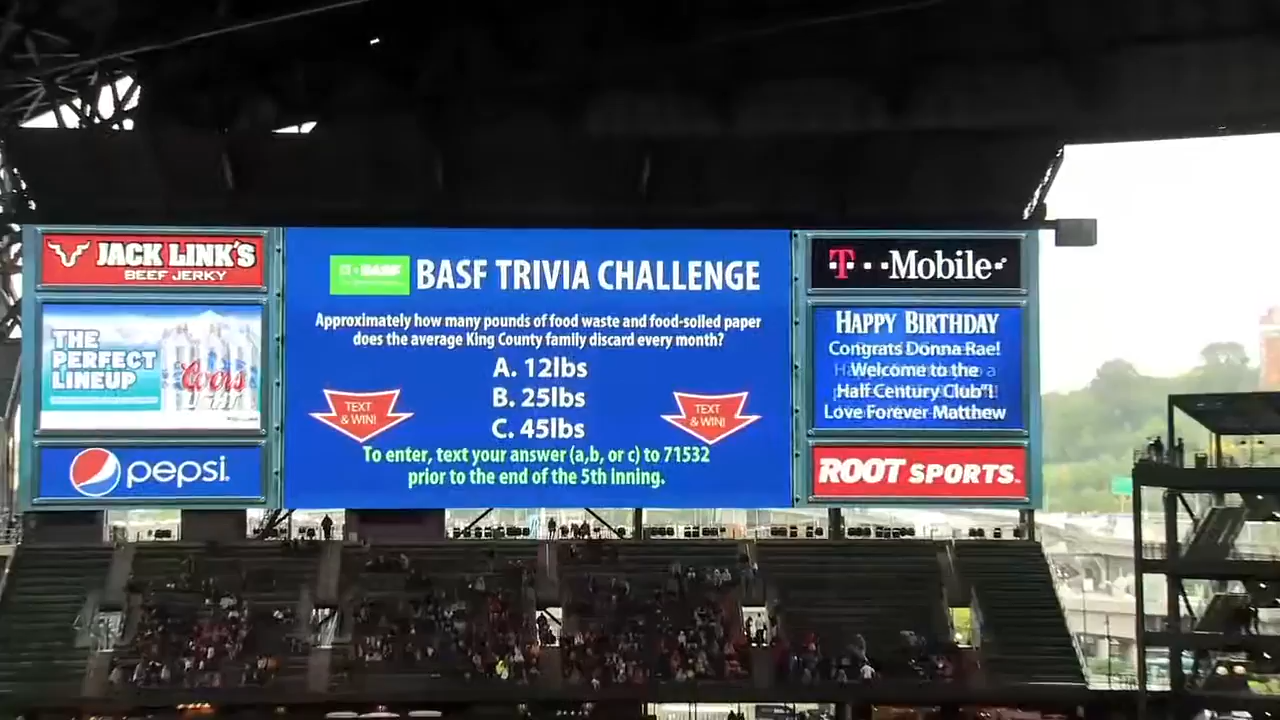 JACK LINK'S
BEEF JERKY
THE
PERFECT
LINEUP
Coors
LIGHT
pepsi
BASF
BASF TRIVIA CHALLENGE
Approximately how many pounds of food waste and food-soiled paper
does the average King County family discard every month?
A. 12lbs
B. 25lbs
C. 45lbs
TEXT
& WIN!
TEXT
& WIN!
To enter, text your answer (a,b, or c) to 71532
prior to the end of the 5th inning.
T··Mobile·
HAPPY BIRTHDAY
Congrats Donna Rae!
Welcome to the
Half Century Club"!
Love Forever Matthew
ROOT SPORTS